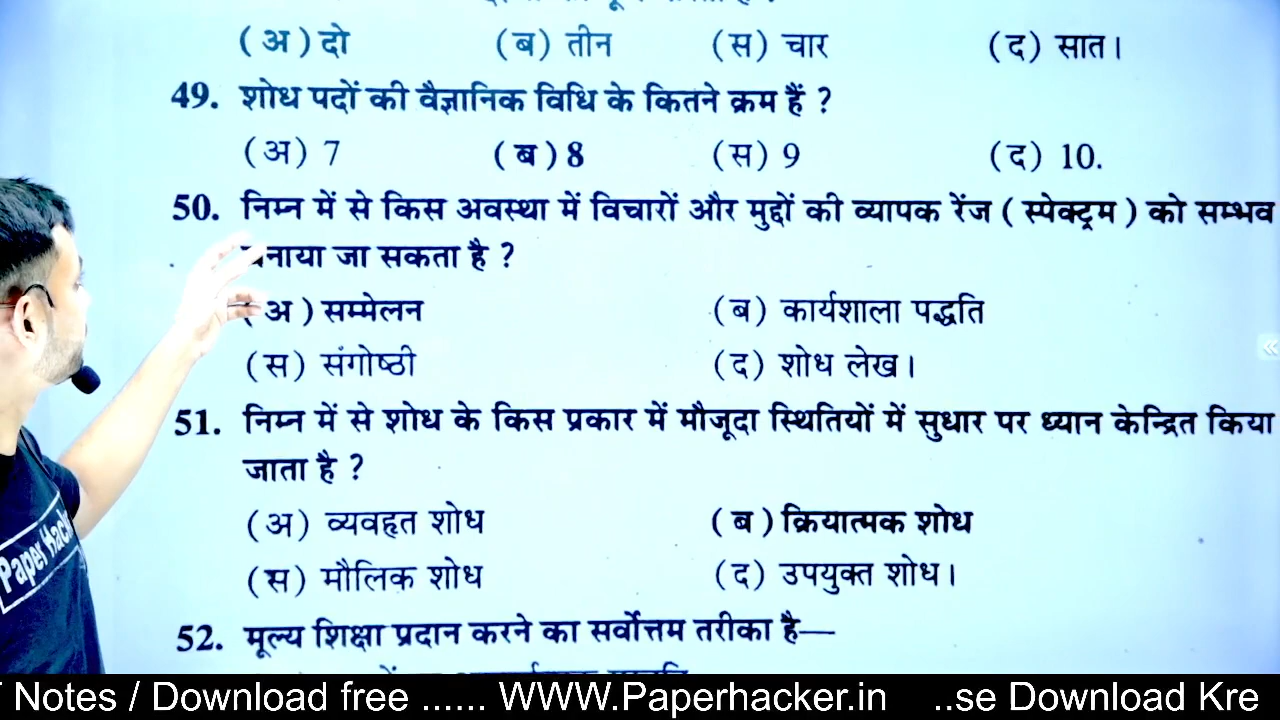 (अ) दो (ब) तीन (स) चार (द) सात।
49. शोध पदों की वैज्ञानिक विधि के कितने क्रम हैं ?
(अ) 7 (ब) 8 (स) 9 (द) 10.
50. निम्न में से किस अवस्था में विचारों और मुद्दों की व्यापक रेंज ( स्पेक्ट्रम ) को सम्भव
जा सकता है ?
अ ) सम्मेलन (ब) कार्यशाला पद्धति
(स) संगोष्ठी (द) शोध लेख।
51. निम्न में से शोध के किस प्रकार में मौजूदा स्थितियों में सुधार पर ध्यान केन्द्रित किया
जाता है ?
(अ) व्यवहृत शोध (ब) क्रियात्मक शोध
(स) मौलिक शोध (द) उपयुक्त शोध।
52. मूल्य शिक्षा प्रदान करने का सर्वोत्तम तरीका है—
Paper
Notes / Download free ...... WWW.Paperhacker.in ..se Download Kre